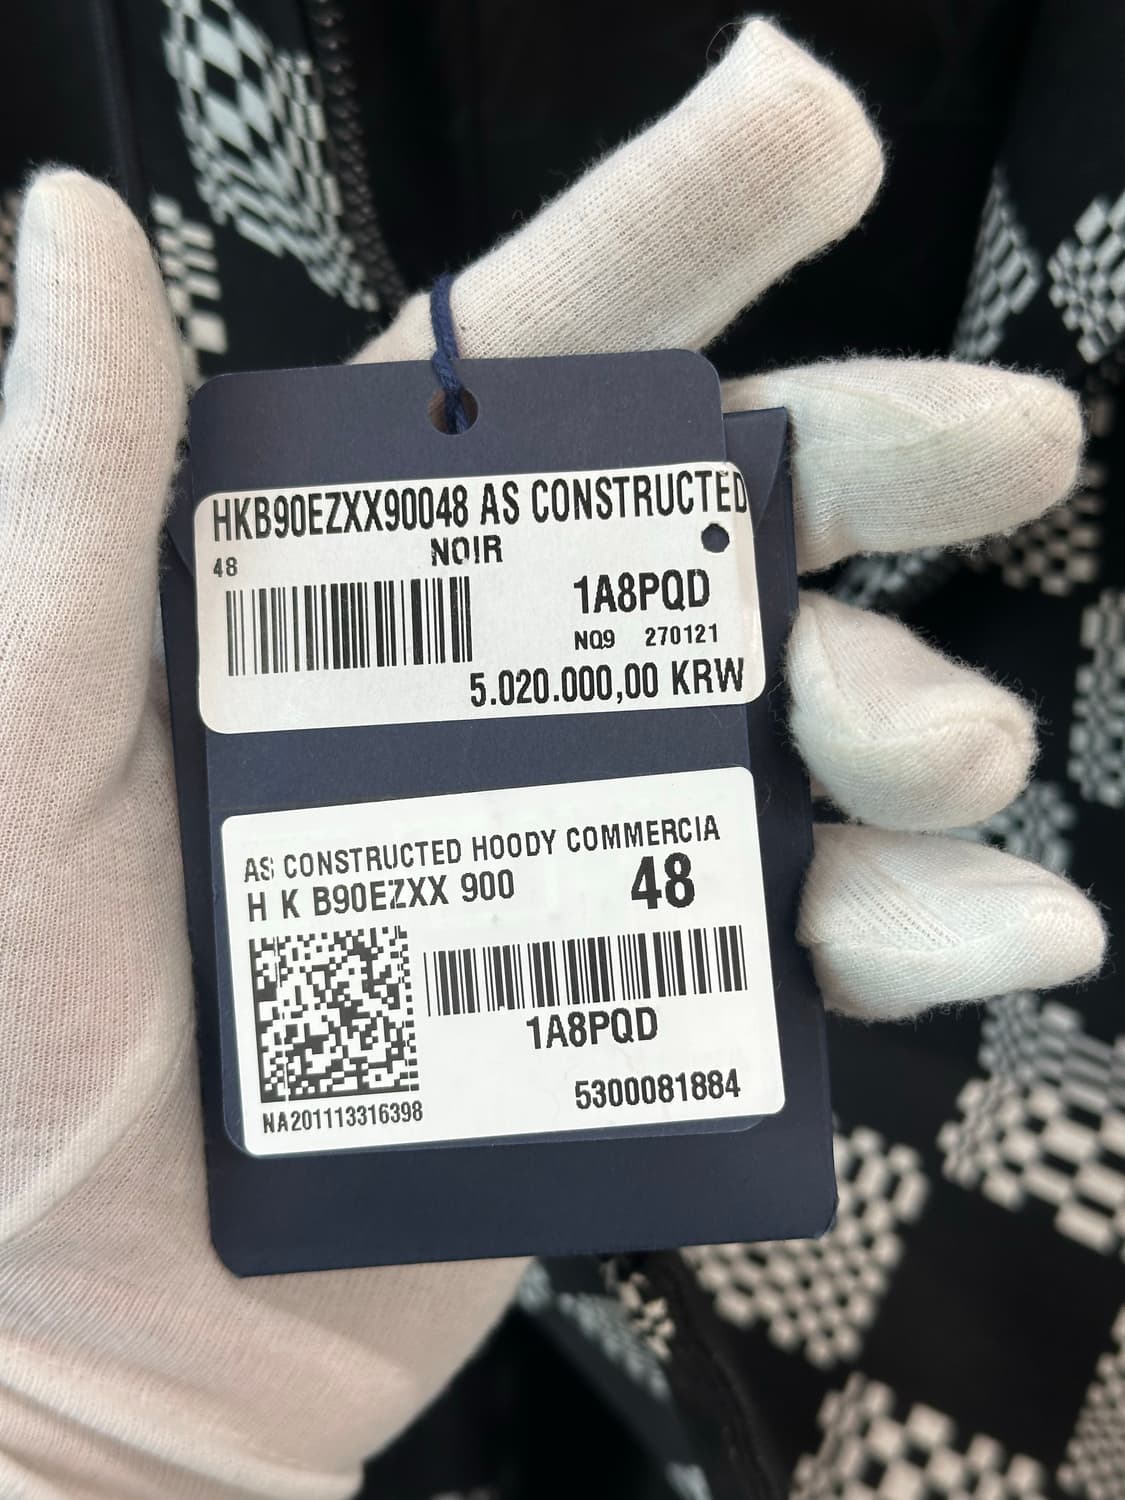 HKB90EZXX90048 AS CONSTRUCTED
48 NOIR
1A8PQD
NQ9 270121
5.020.000,00 KRW
AS CONSTRUCTED HOODY COMMERCIA
H K B90EZXX 900 48
1A8PQD
5300081884
NA201113316398